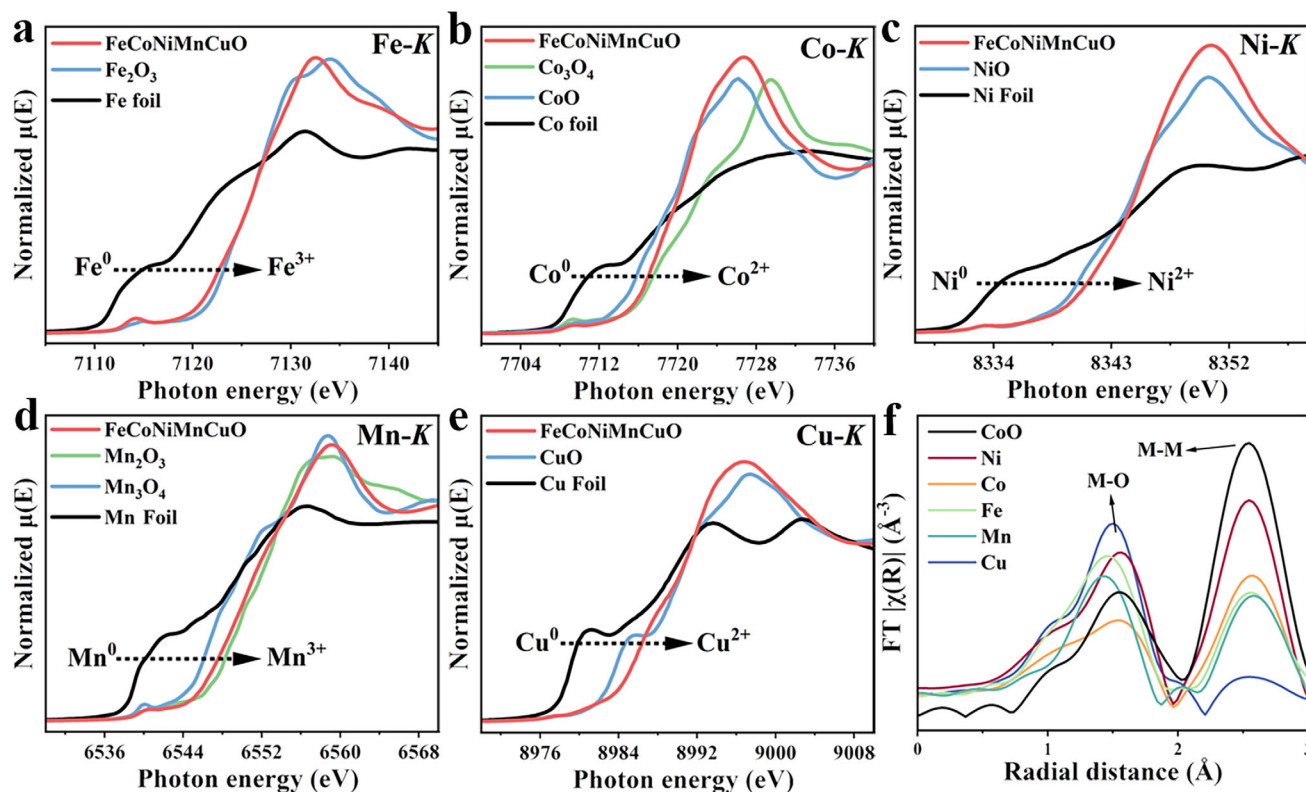 a
Fe-K
FeCoNiMnCuO
Fe₂O₃
Fe foil
Fe⁰
Fe³⁺
Normalized μ(E)
7110 7120 7130 7140
Photon energy (eV)
b
Co-K
FeCoNiMnCuO
Co₃O₄
CoO
Co foil
Co⁰
Co²⁺
Normalized μ(E)
7704 7712 7720 7728 7736
Photon energy (eV)
c
Ni-K
FeCoNiMnCuO
NiO
Ni Foil
Ni⁰
Ni²⁺
Normalized μ(E)
8334 8343 8352
Photon energy (eV)
d
Mn-K
FeCoNiMnCuO
Mn₂O₃
Mn₃O₄
Mn Foil
Mn⁰
Mn³⁺
Normalized μ(E)
6536 6544 6552 6560 6568
Photon energy (eV)
e
Cu-K
FeCoNiMnCuO
CuO
Cu Foil
Cu⁰
Cu²⁺
Normalized μ(E)
8976 8984 8992 9000 9008
Photon energy (eV)
f
CoO
Ni
Co
Fe
Mn
Cu
M-M
M-O
FT |χ(R)| (Å⁻³)
0 1 2 3
Radial distance (Å)